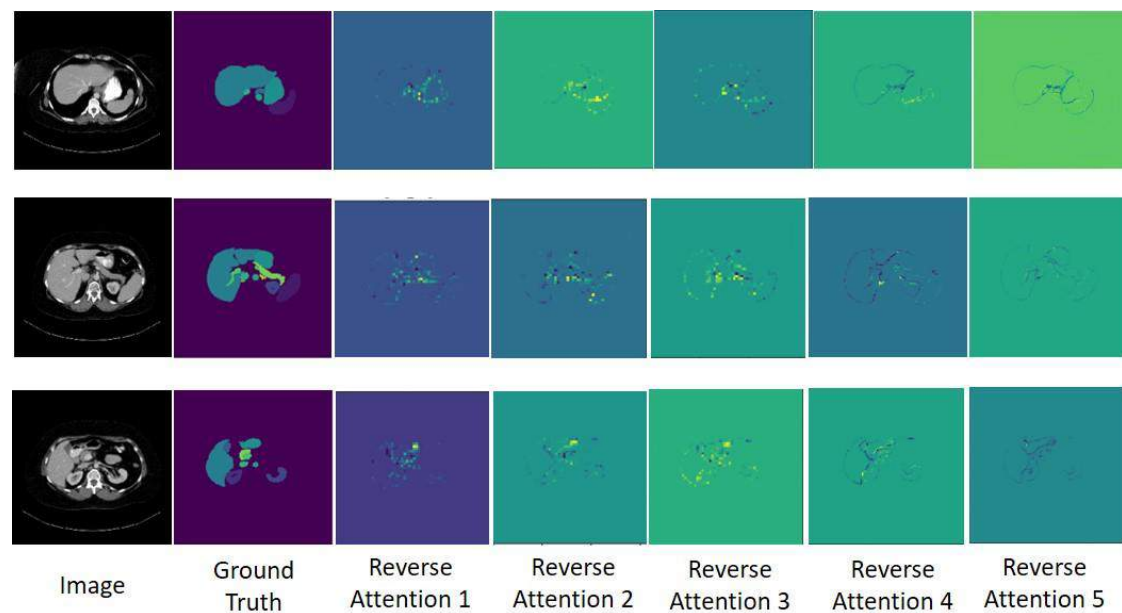 Image
Ground
Truth
Reverse
Attention 1
Reverse
Attention 2
Reverse
Attention 3
Reverse
Attention 4
Reverse
Attention 5